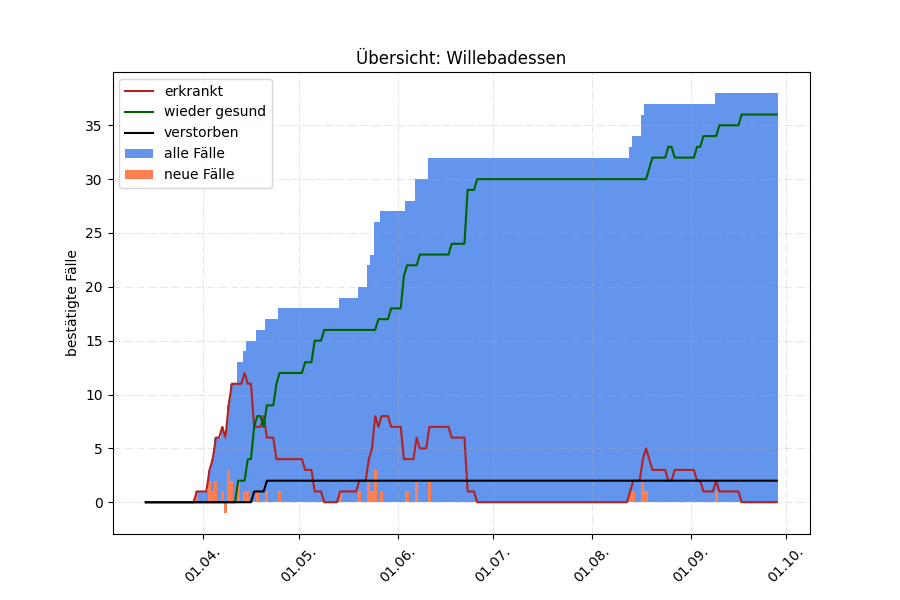 Übersicht: Willebadessen
erkrankt
wieder gesund
verstorben
alle Fälle
neue Fälle
bestätigte Fälle
35
30
25
20
15
10
5
0
01.04.
01.05.
01.06.
01.07.
01.08.
01.09.
01.10.